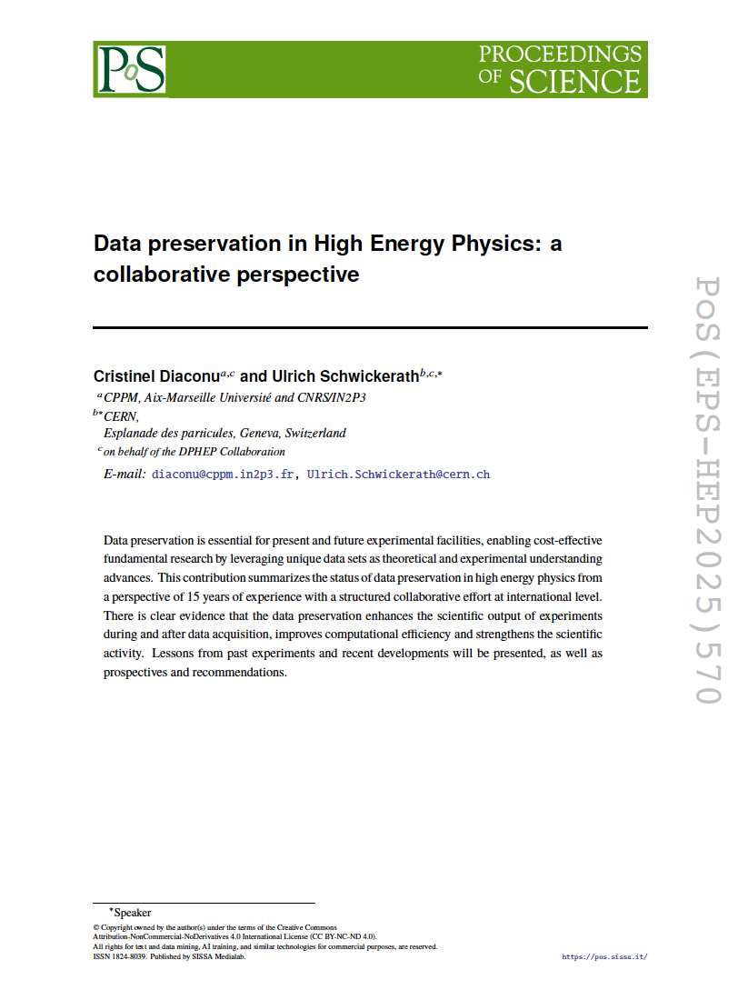 PoS
PROCEEDINGS
OF SCIENCE
Data preservation in High Energy Physics: a
collaborative perspective
Cristinel Diaconu a,c and Ulrich Schwickerath b,c,∗
a CPPM, Aix-Marseille Université and CNRS/IN2P3
b∗ CERN,
Esplanade des particules, Geneva, Switzerland
c on behalf of the DPHEP Collaboration
E-mail: diaconu@cppm.in2p3.fr, Ulrich.Schwickerath@cern.ch
Data preservation is essential for present and future experimental facilities, enabling cost-effective
fundamental research by leveraging unique data sets as theoretical and experimental understanding
advances. This contribution summarizes the status of data preservation in high energy physics from
a perspective of 15 years of experience with a structured collaborative effort at international level.
There is clear evidence that the data preservation enhances the scientific output of experiments
during and after data acquisition, improves computational efficiency and strengthens the scientific
activity. Lessons from past experiments and recent developments will be presented, as well as
prospectives and recommendations.
∗Speaker
© Copyright owned by the author(s) under the terms of the Creative Commons
Attribution-NonCommercial-NoDerivatives 4.0 International License (CC BY-NC-ND 4.0).
All rights for text and data mining, AI training, and similar technologies for commercial purposes, are reserved.
ISSN 1824-8039. Published by SISSA Medialab.
https://pos.sissa.it/
PoS(EPS-HEP2025)570